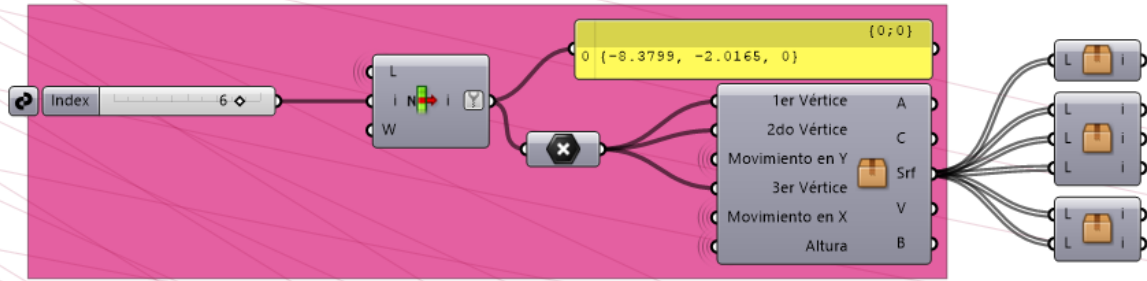 Index
6
L
i
W
N
i
{0;0}
0 {-8.3799, -2.0165, 0}
1er Vértice
2do Vértice
Movimiento en Y
3er Vértice
Movimiento en X
Altura
A
C
Srf
V
B
L i
L i
L i
L i
L i
L i